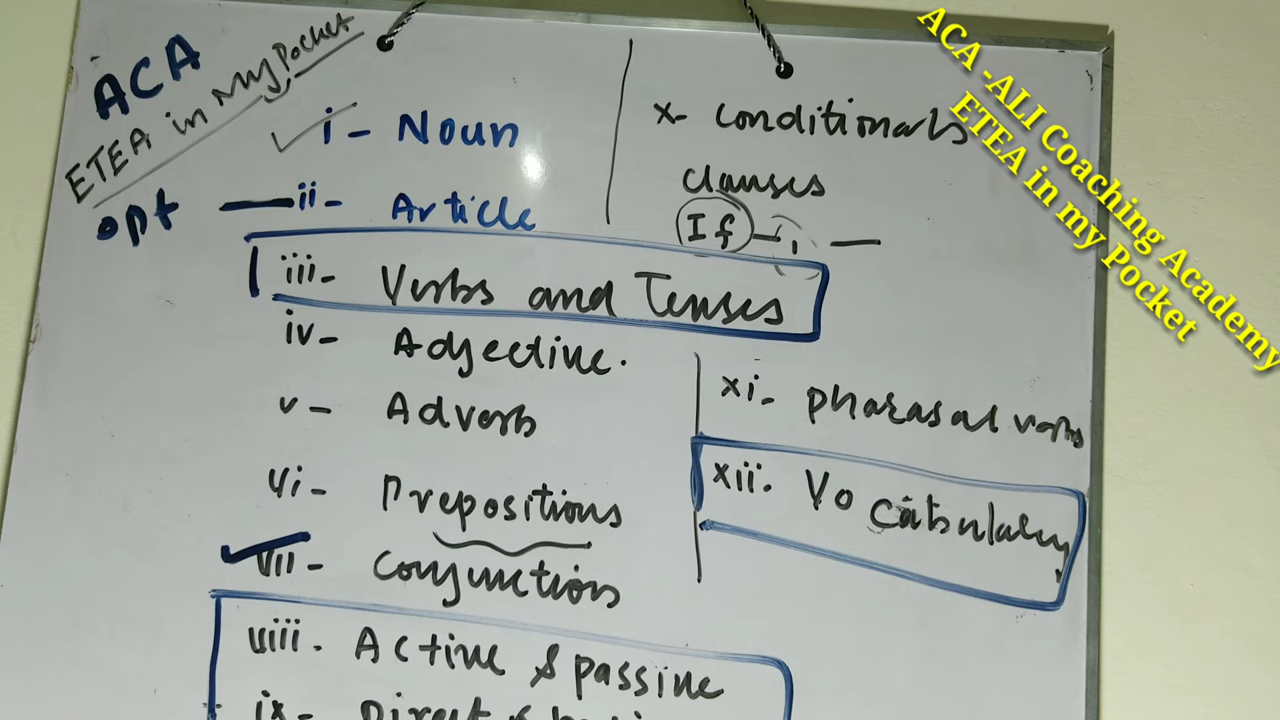 ACA
ETEA in My Pocket
opt
i- Noun
ii- Article
iii- Verbs and Tenses
iv- Adjective.
v- Adverb
vi- Prepositions
vii- Conjunctions
viii. Active & passive
ix- Direct &
x- conditionals
clauses
If -, -
xi- pharasal verbs
xii. Vocabulary
ACA -ALI Coaching Academy
ETEA in my Pocket